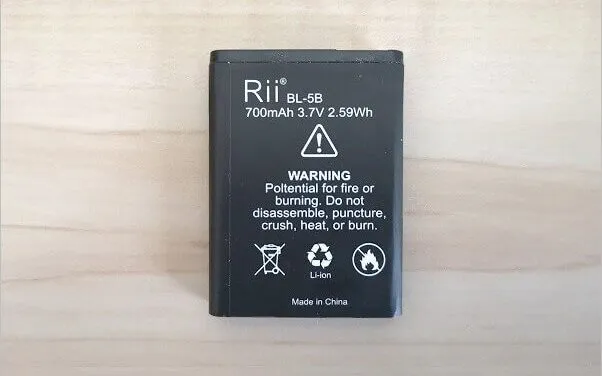 Rii® BL-5B
700mAh 3.7V 2.59Wh
WARNING
Poltential for fire or
burning. Do not
disassemble, puncture,
crush, heat, or burn.
Li-ion
Made in China